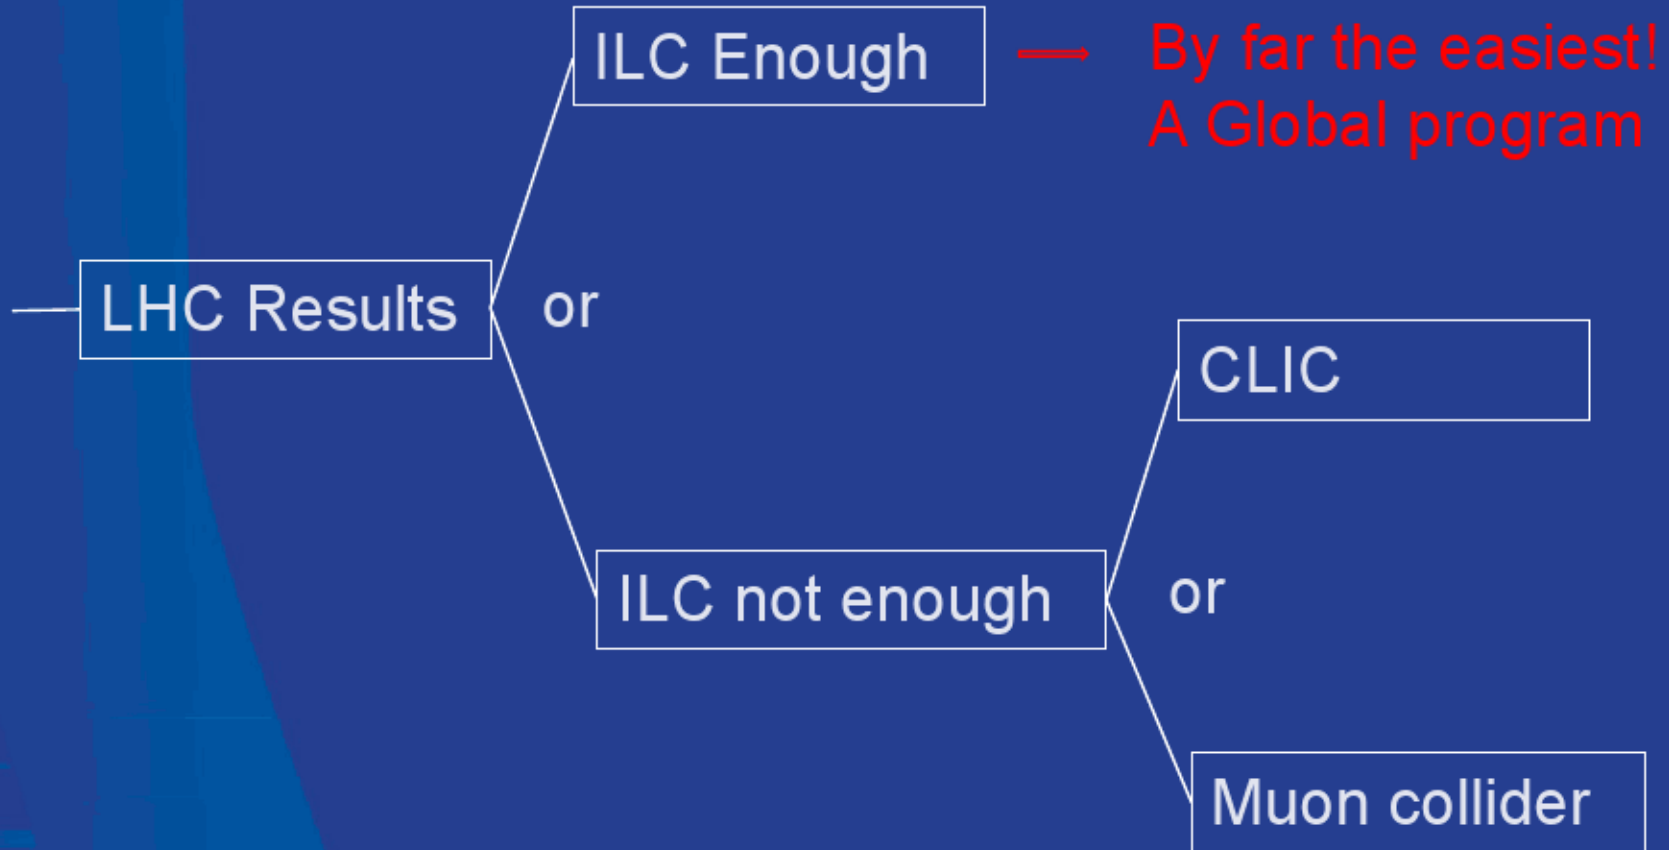 ILC Enough
By far the easiest!
A Global program
LHC Results
or
CLIC
ILC not enough
or
Muon collider